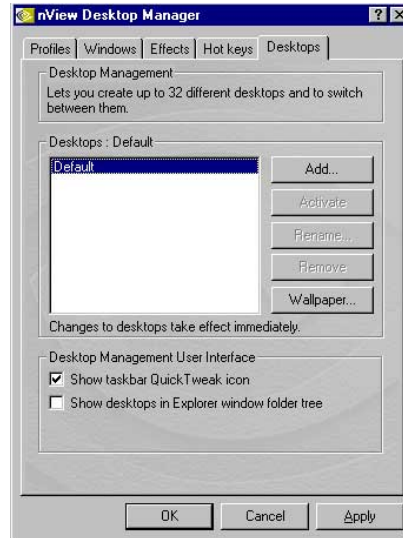 nView Desktop Manager
Profiles Windows Effects Hot keys Desktops
Desktop Management
Lets you create up to 32 different desktops and to switch
between them.
Desktops : Default
Default
Add...
Activate
Rename...
Remove
Wallpaper...
Changes to desktops take effect immediately.
Desktop Management User Interface
Show taskbar QuickTweak icon
Show desktops in Explorer window folder tree
OK Cancel Apply